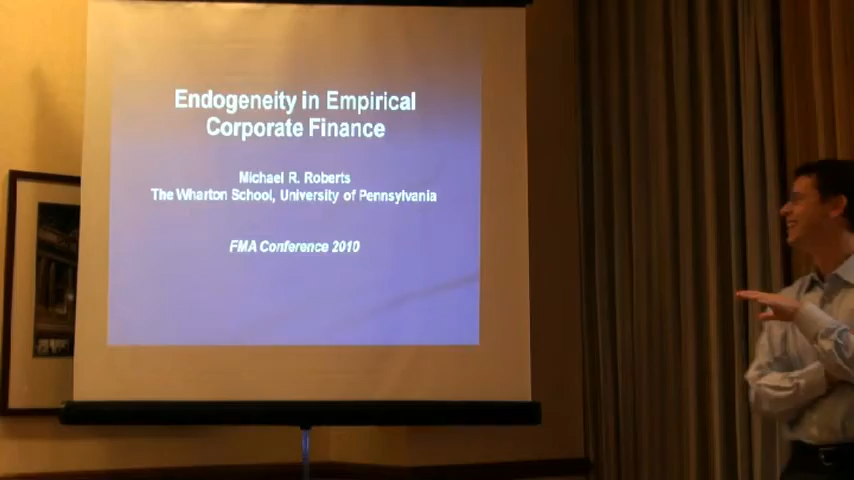 Endogeneity in Empirical
Corporate Finance
Michael R. Roberts
The Wharton School, University of Pennsylvania
FMA Conference 2010